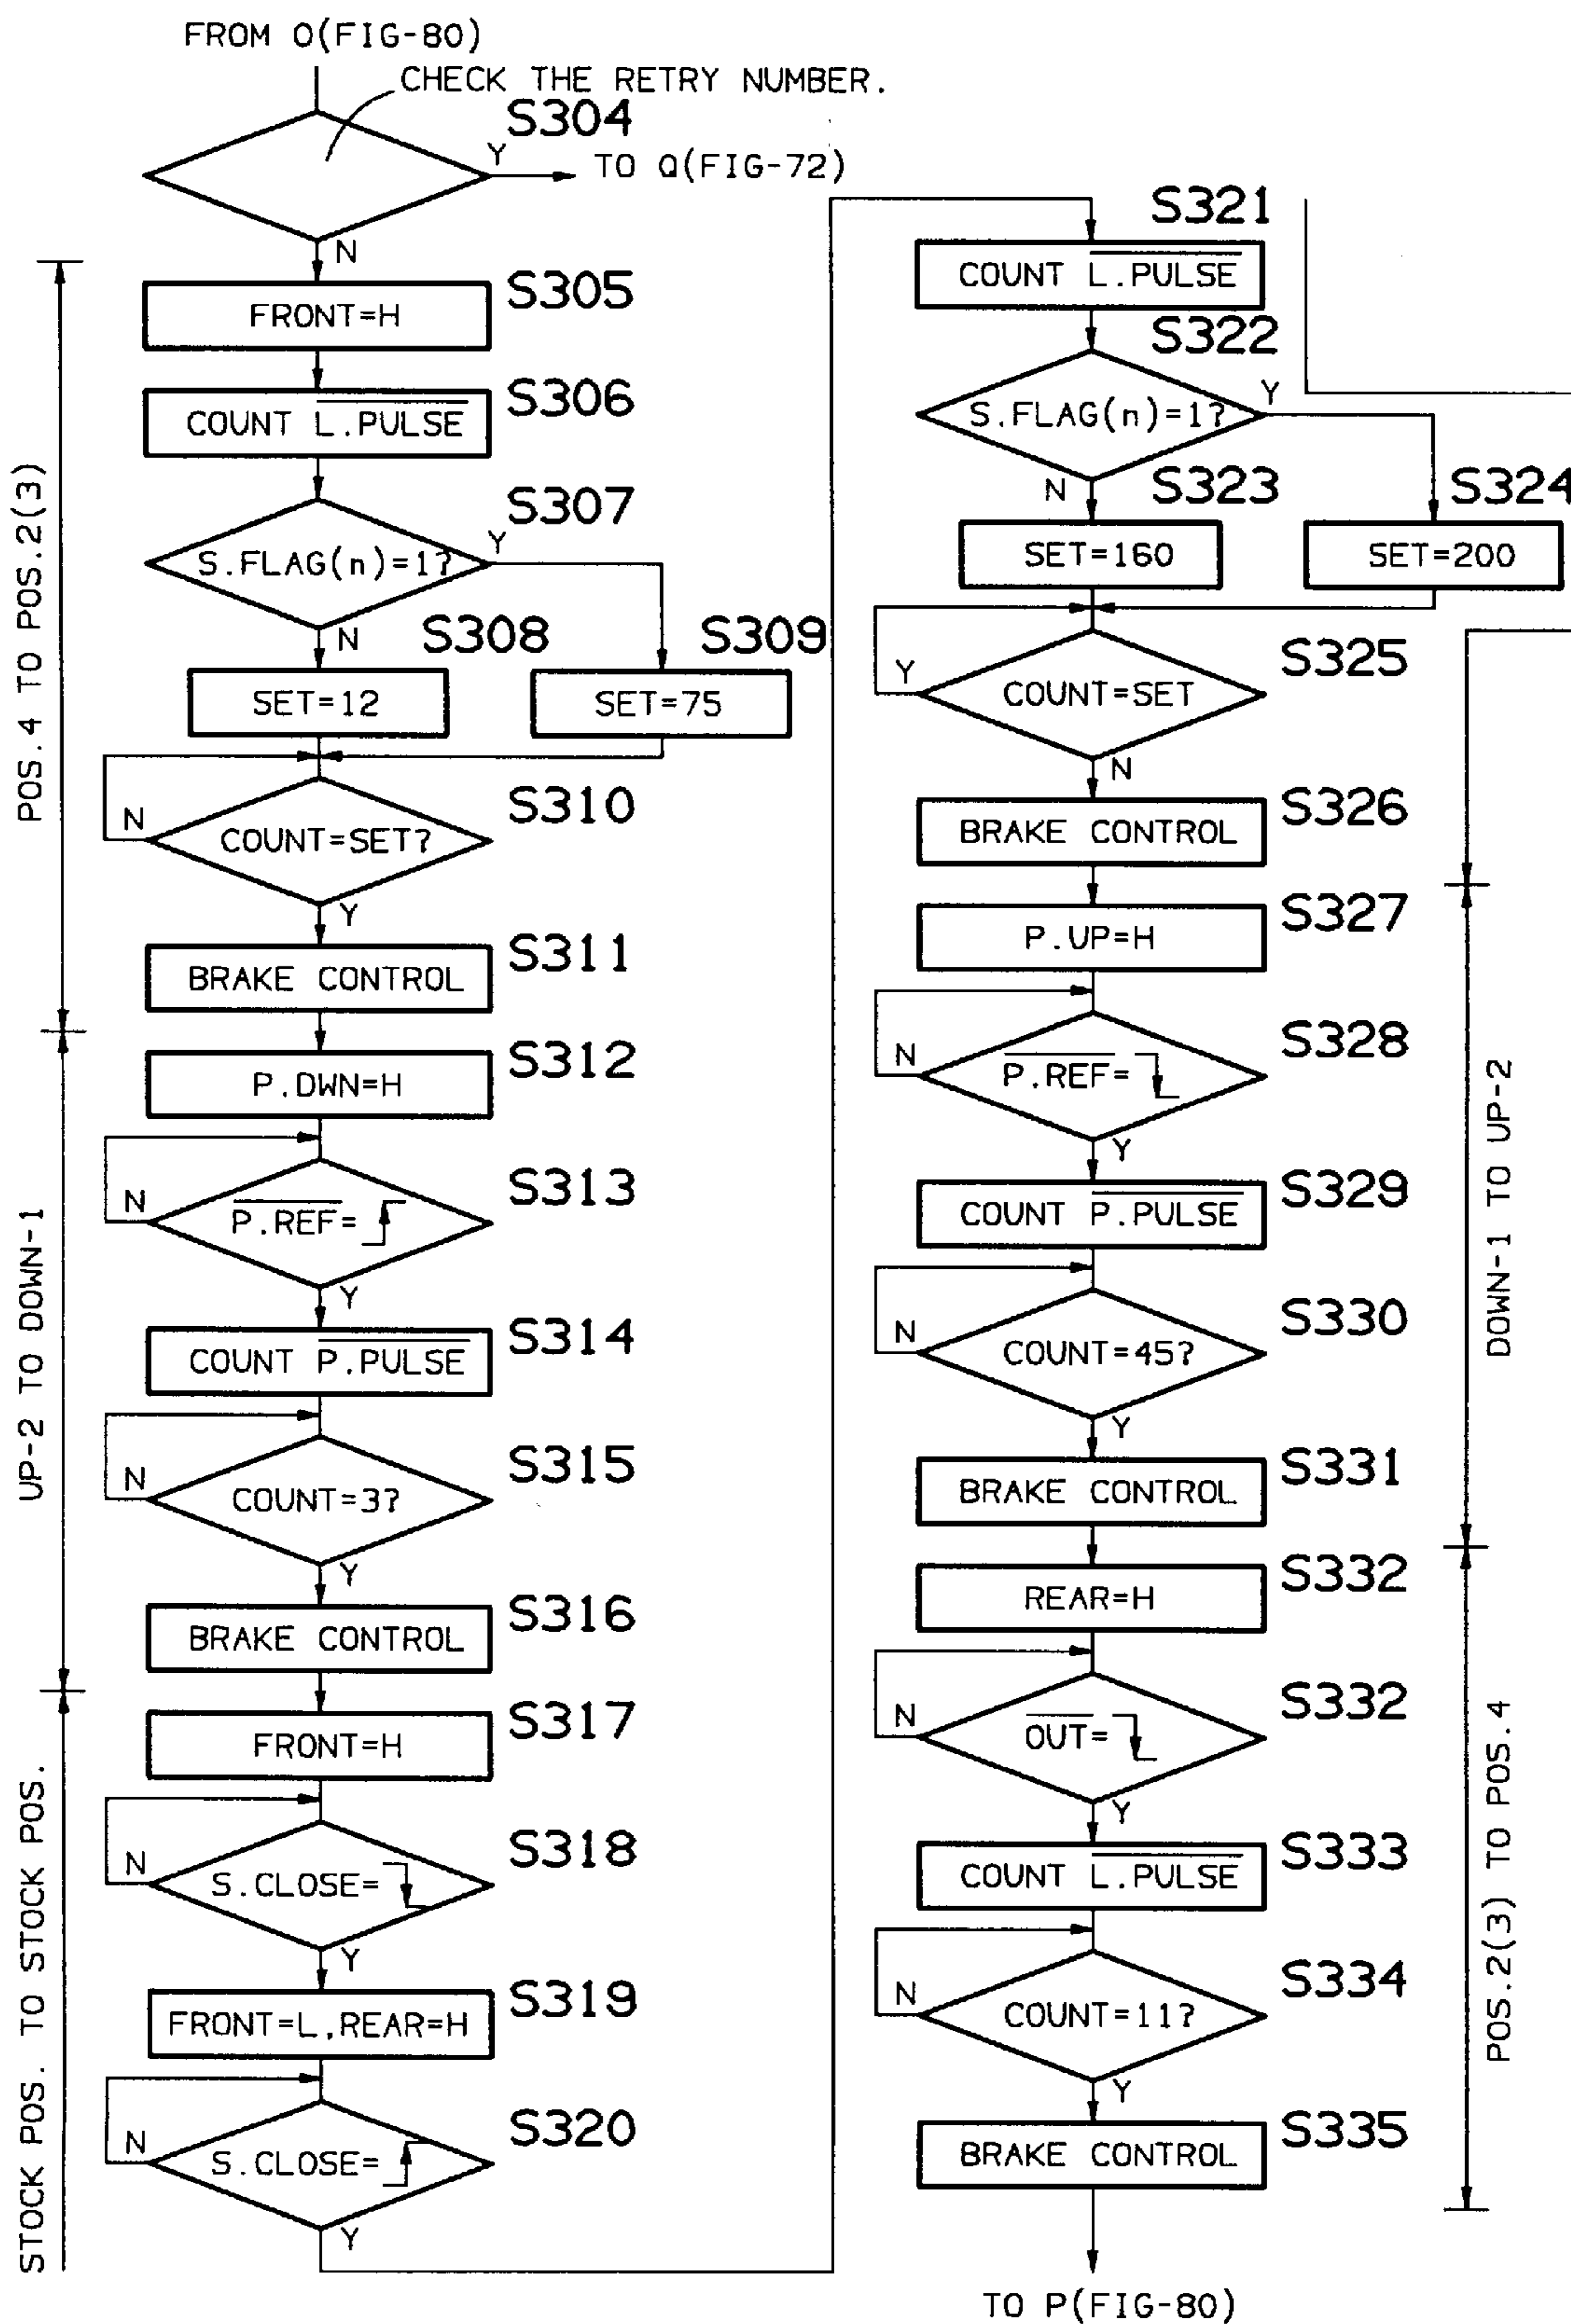 FROM O(FIG-80)
CHECK THE RETRY NUMBER.
S304
Y
TO Q(FIG-72)
N
POS.4 TO POS.2(3)
S305
FRONT=H
S306
COUNT L.PULSE
S307
S.FLAG(n)=1?
Y
N
S308
SET=12
S309
SET=75
S310
COUNT=SET?
N
Y
S311
BRAKE CONTROL
UP-2 TO DOWN-1
S312
P.DWN=H
S313
P.REF=
N
Y
S314
COUNT P.PULSE
S315
COUNT=3?
N
Y
S316
BRAKE CONTROL
STOCK POS. TO STOCK POS.
S317
FRONT=H
S318
S.CLOSE=
N
Y
S319
FRONT=L,REAR=H
S320
S.CLOSE=
N
Y
S321
COUNT L.PULSE
S322
S.FLAG(n)=1?
Y
N
S323
SET=160
S324
SET=200
S325
COUNT=SET
Y
N
S326
BRAKE CONTROL
DOWN-1 TO UP-2
S327
P.UP=H
S328
P.REF=
N
Y
S329
COUNT P.PULSE
S330
COUNT=45?
N
Y
S331
BRAKE CONTROL
POS.2(3) TO POS.4
S332
REAR=H
S332
OUT=
N
Y
S333
COUNT L.PULSE
S334
COUNT=11?
N
Y
S335
BRAKE CONTROL
TO P(FIG-80)